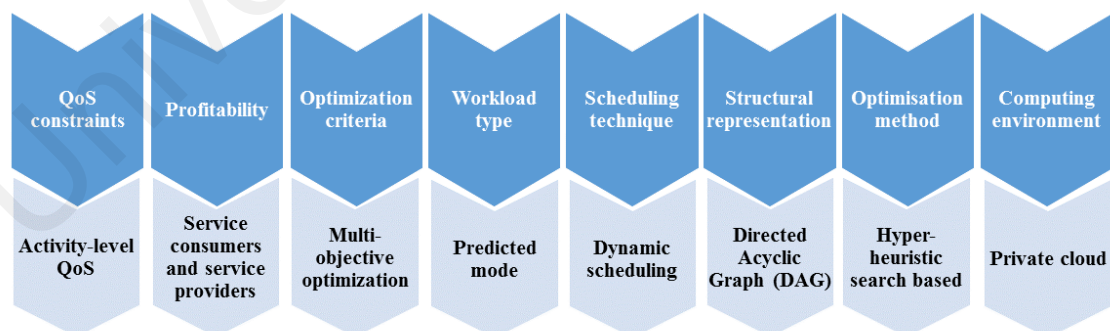 QoS
constraints
Profitability
Optimization
criteria
Workload
type
Scheduling
technique
Structural
representation
Optimisation
method
Computing
environment
Activity-level
QoS
Service
consumers
and service
providers
Multi-
objective
optimization
Predicted
mode
Dynamic
scheduling
Directed
Acyclic
Graph (DAG)
Hyper-
heuristic
search based
Private cloud